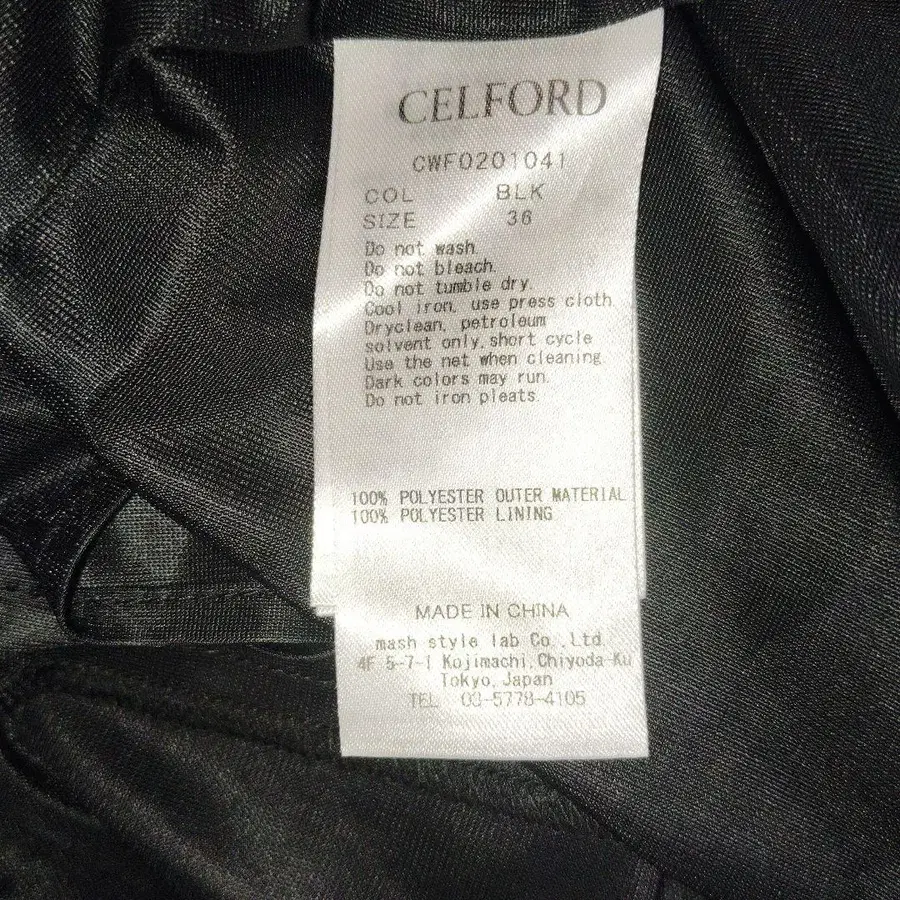 CELFORD
CWF0201041
COL BLK
SIZE 36
Do not wash.
Do not bleach.
Do not tumble dry.
Cool iron, use press cloth.
Dryclean, petroleum
solvent only, short cycle
Use the net when cleaning.
Dark colors may run.
Do not iron pleats.
100% POLYESTER OUTER MATERIAL
100% POLYESTER LINING
MADE IN CHINA
mash style lab Co.,Ltd.
4F 5-7-1 Kojimachi,Chiyoda-Ku
Tokyo,Japan
TEL 03-5778-4105